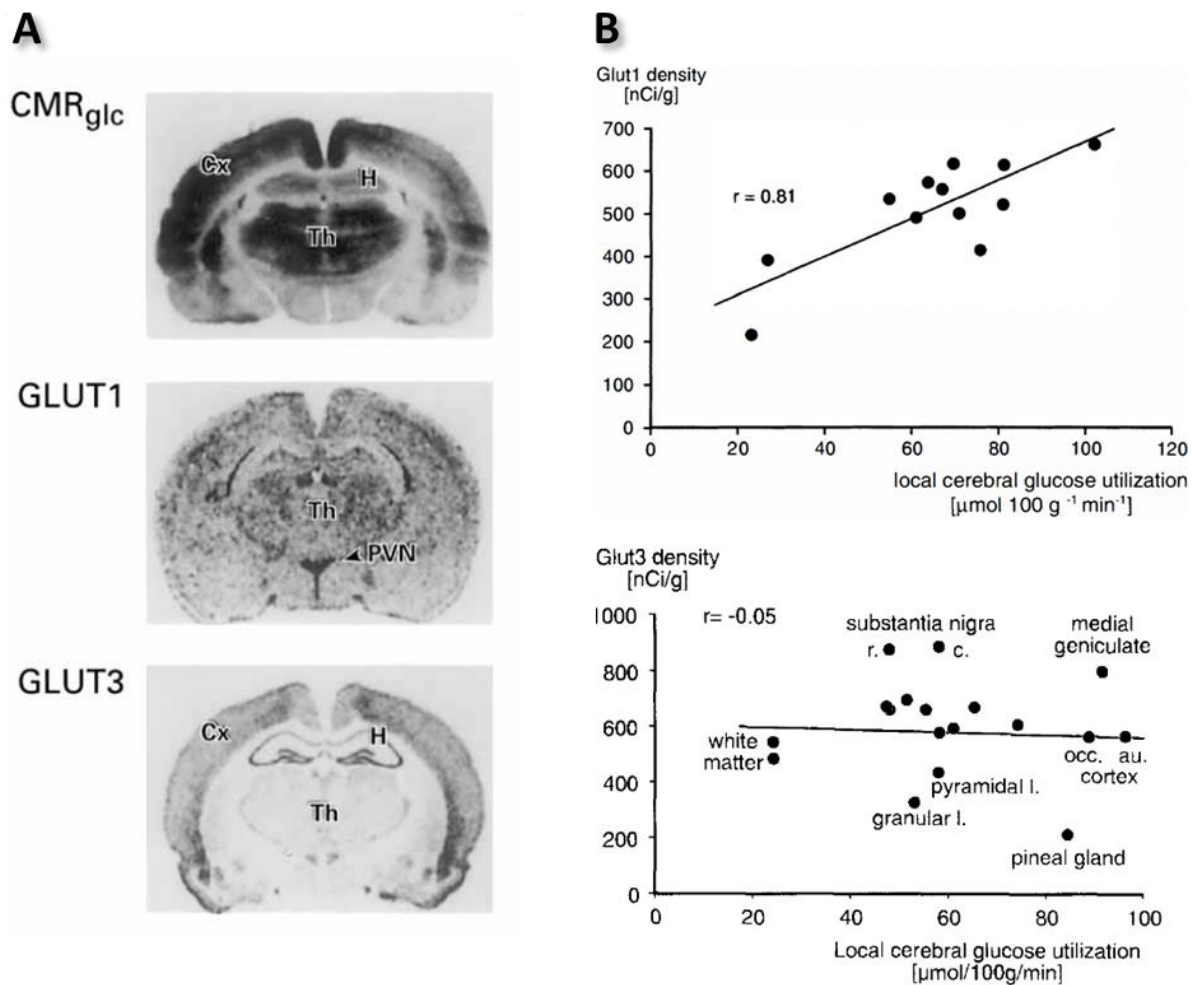 A
CMRglc
Cx
H
Th
GLUT1
Th
PVN
GLUT3
Cx
H
Th
B
Glut1 density
[nCi/g]
700
600
500
400
300
200
100
0
r = 0.81
0 20 40 60 80 100 120
local cerebral glucose utilization
[µmol 100 g -1 min-1]
Glut3 density
[nCi/g]
1000
800
600
400
200
0
r= -0.05
substantia nigra
r. c.
medial
geniculate
white
matter
pyramidal l.
granular l.
occ. au.
cortex
pineal gland
0 20 40 60 80 100
Local cerebral glucose utilization
[µmol/100g/min]